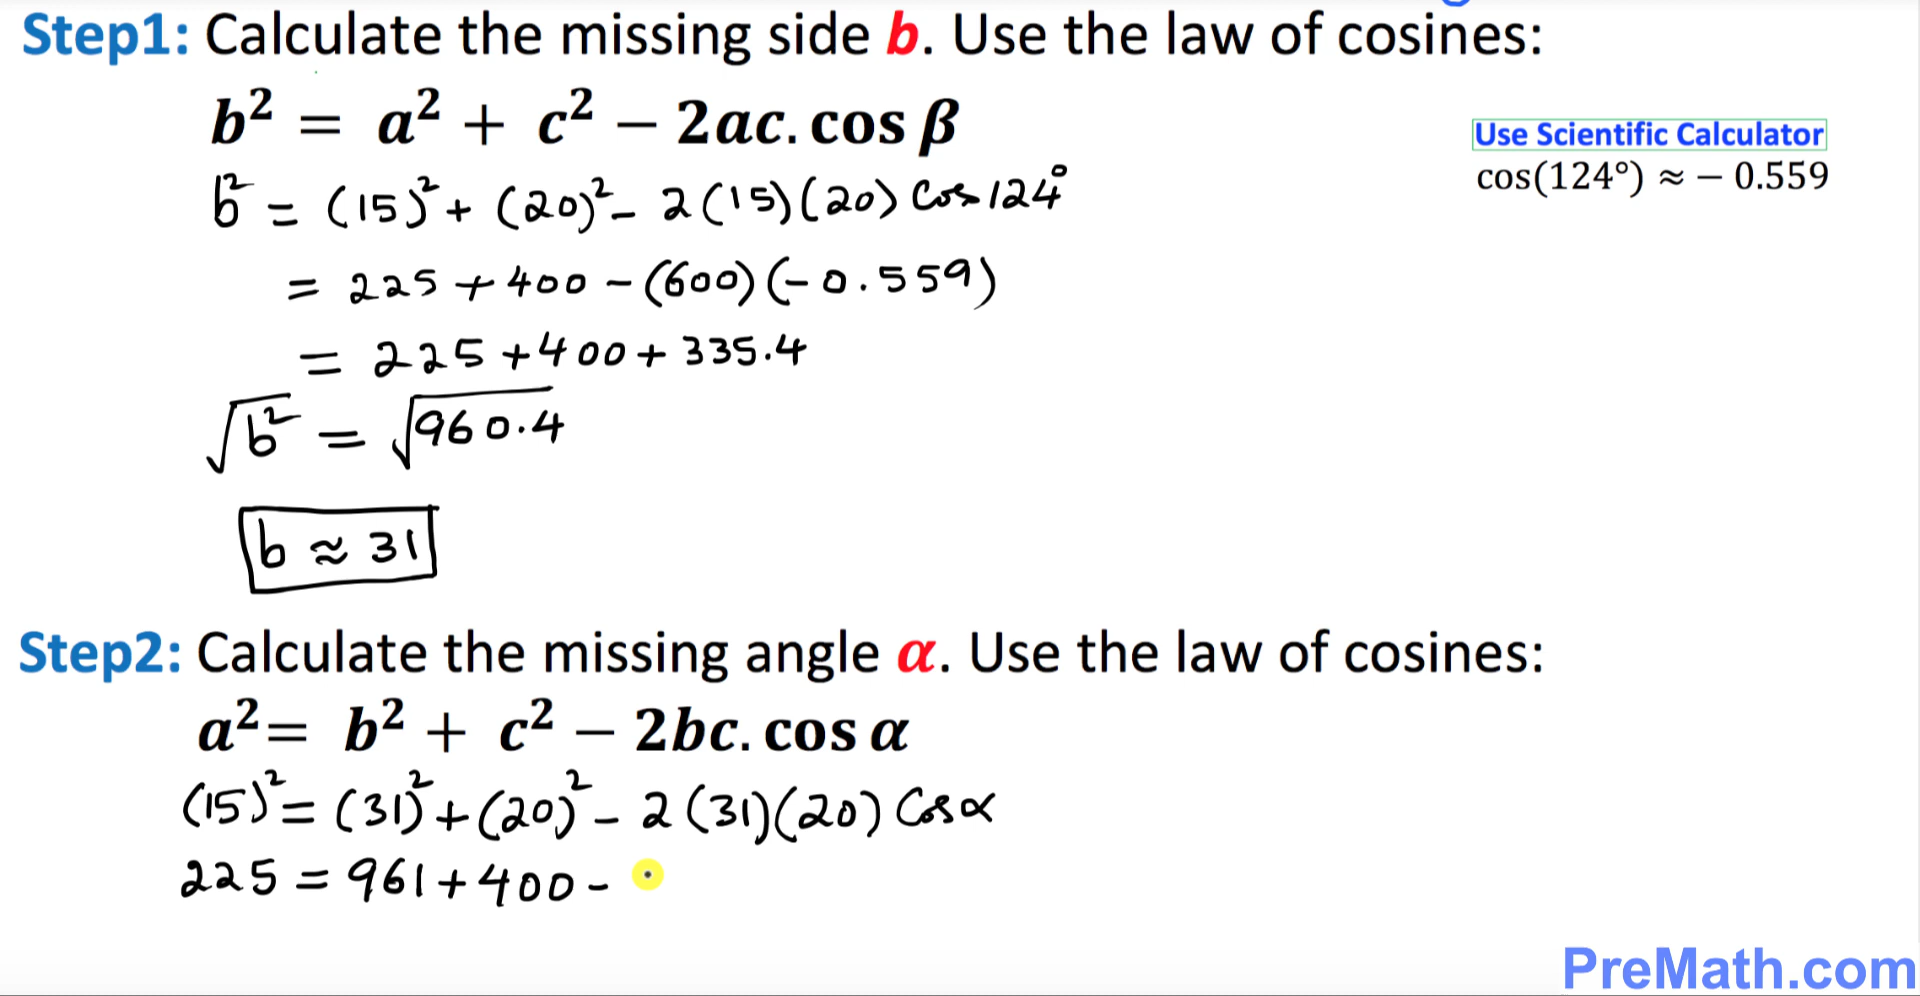 Step1: Calculate the missing side b. Use the law of cosines:
b² = a² + c² − 2ac. cos β
Use Scientific Calculator
cos(124°) ≈ − 0.559
b² = (15)² + (20)² − 2(15)(20) Cos 124°
= 225 + 400 − (600)(−0.559)
= 225 + 400 + 335.4
√b² = √960.4
b ≈ 31
Step2: Calculate the missing angle α. Use the law of cosines:
a² = b² + c² − 2bc. cos α
(15)² = (31)² + (20)² − 2(31)(20) Cos α
225 = 961 + 400 −
PreMath.com